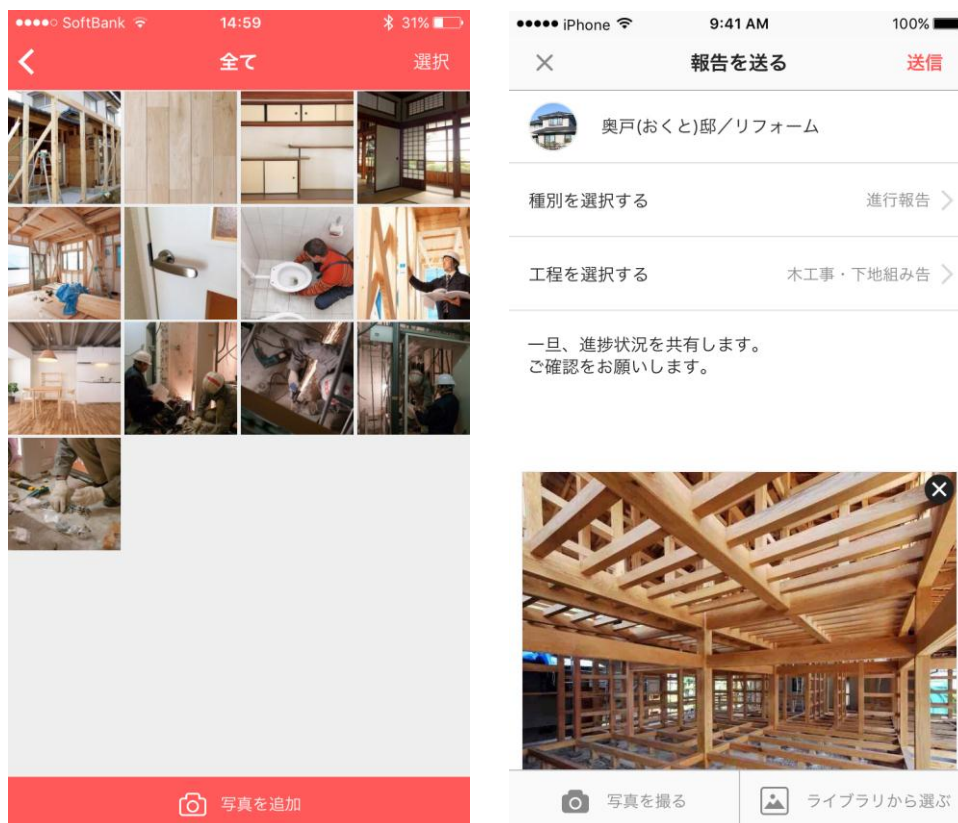 SoftBank 14:59 31%
全て 選択
写真を追加
iPhone 9:41 AM 100%
報告を送る 送信
奥戸(おくと)邸／リフォーム
種別を選択する 進行報告
工程を選択する 木工事・下地組み告
一旦、進捗状況を共有します。
ご確認をお願いします。
写真を撮る ライブラリから選ぶ